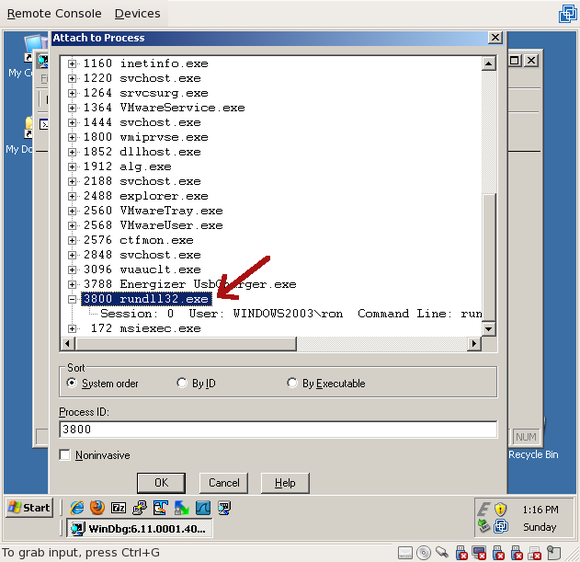 Remote Console Devices
Attach to Process
My Co
My Do
1160 inetinfo.exe
1220 svchost.exe
1264 srvcsurg.exe
1364 VMwareService.exe
1444 svchost.exe
1800 wmiprvse.exe
1852 dllhost.exe
1912 alg.exe
2188 svchost.exe
2488 explorer.exe
2560 VMwareTray.exe
2568 VMwareUser.exe
2576 ctfmon.exe
2848 svchost.exe
3096 wuauclt.exe
3788 Energizer UsbCharger.exe
3800 rundll32.exe
Session: 0 User: WINDOWS2003\ron Command Line: run
172 msiexec.exe
Sort
System order By ID By Executable
Process ID:
3800
NUM
Noninvasive
Recycle Bin
OK Cancel Help
Start
1:16 PM
Sunday
WinDbg:6.11.0001.40...
To grab input, press Ctrl+G